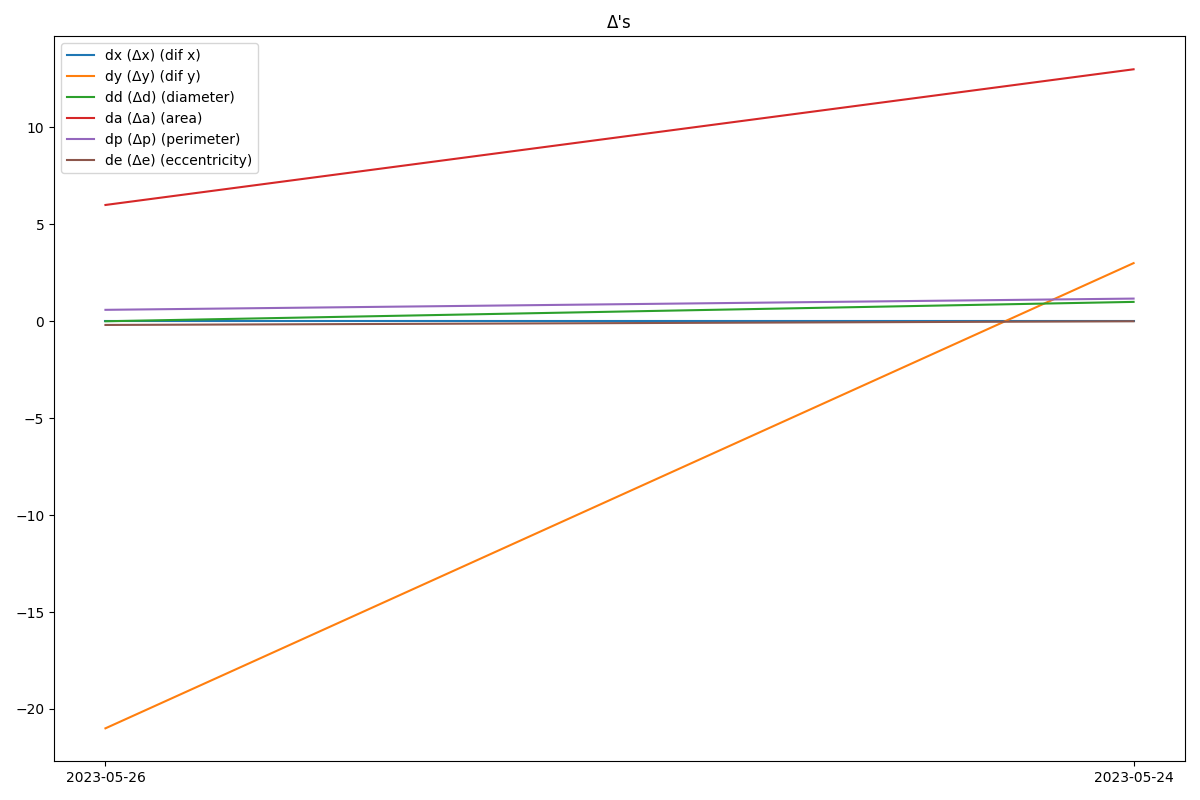 Δ's
dx (Δx) (dif x)
dy (Δy) (dif y)
dd (Δd) (diameter)
da (Δa) (area)
dp (Δp) (perimeter)
de (Δe) (eccentricity)
10
5
0
−5
−10
−15
−20
2023-05-26
2023-05-24